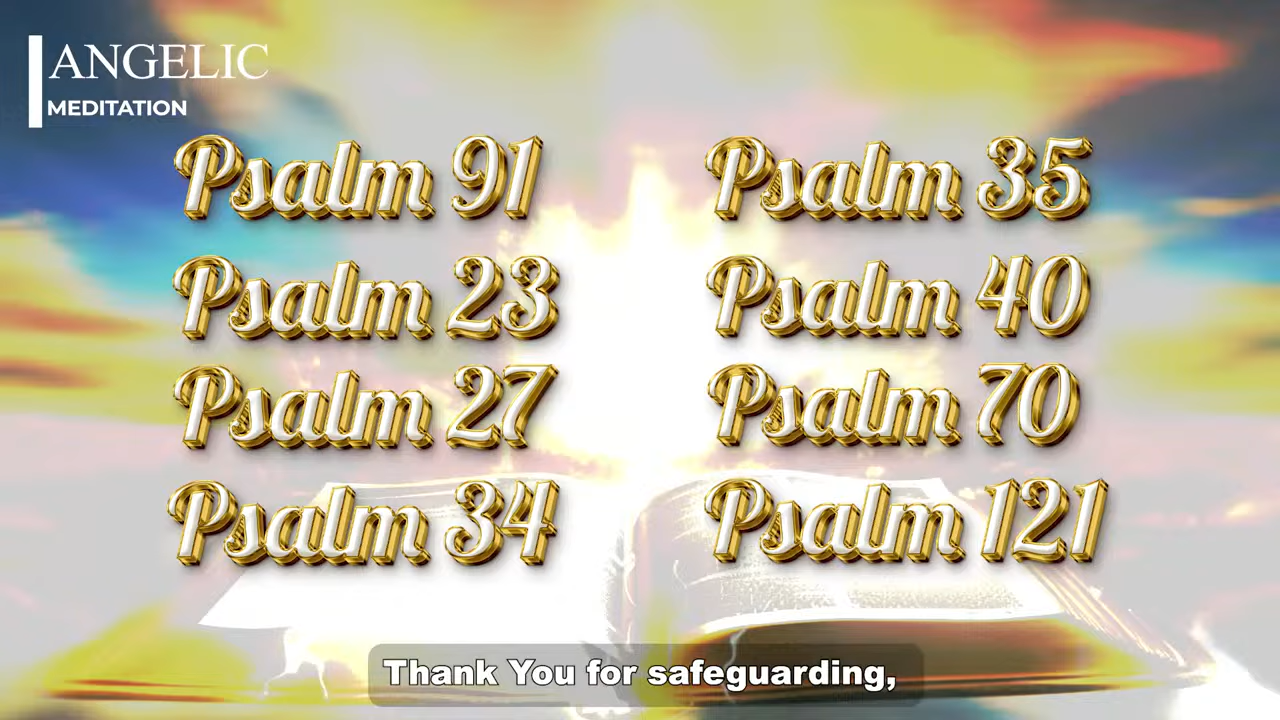 ANGELIC
MEDITATION
Psalm 91
Psalm 23
Psalm 27
Psalm 34
Psalm 35
Psalm 40
Psalm 70
Psalm 121
Thank You for safeguarding,